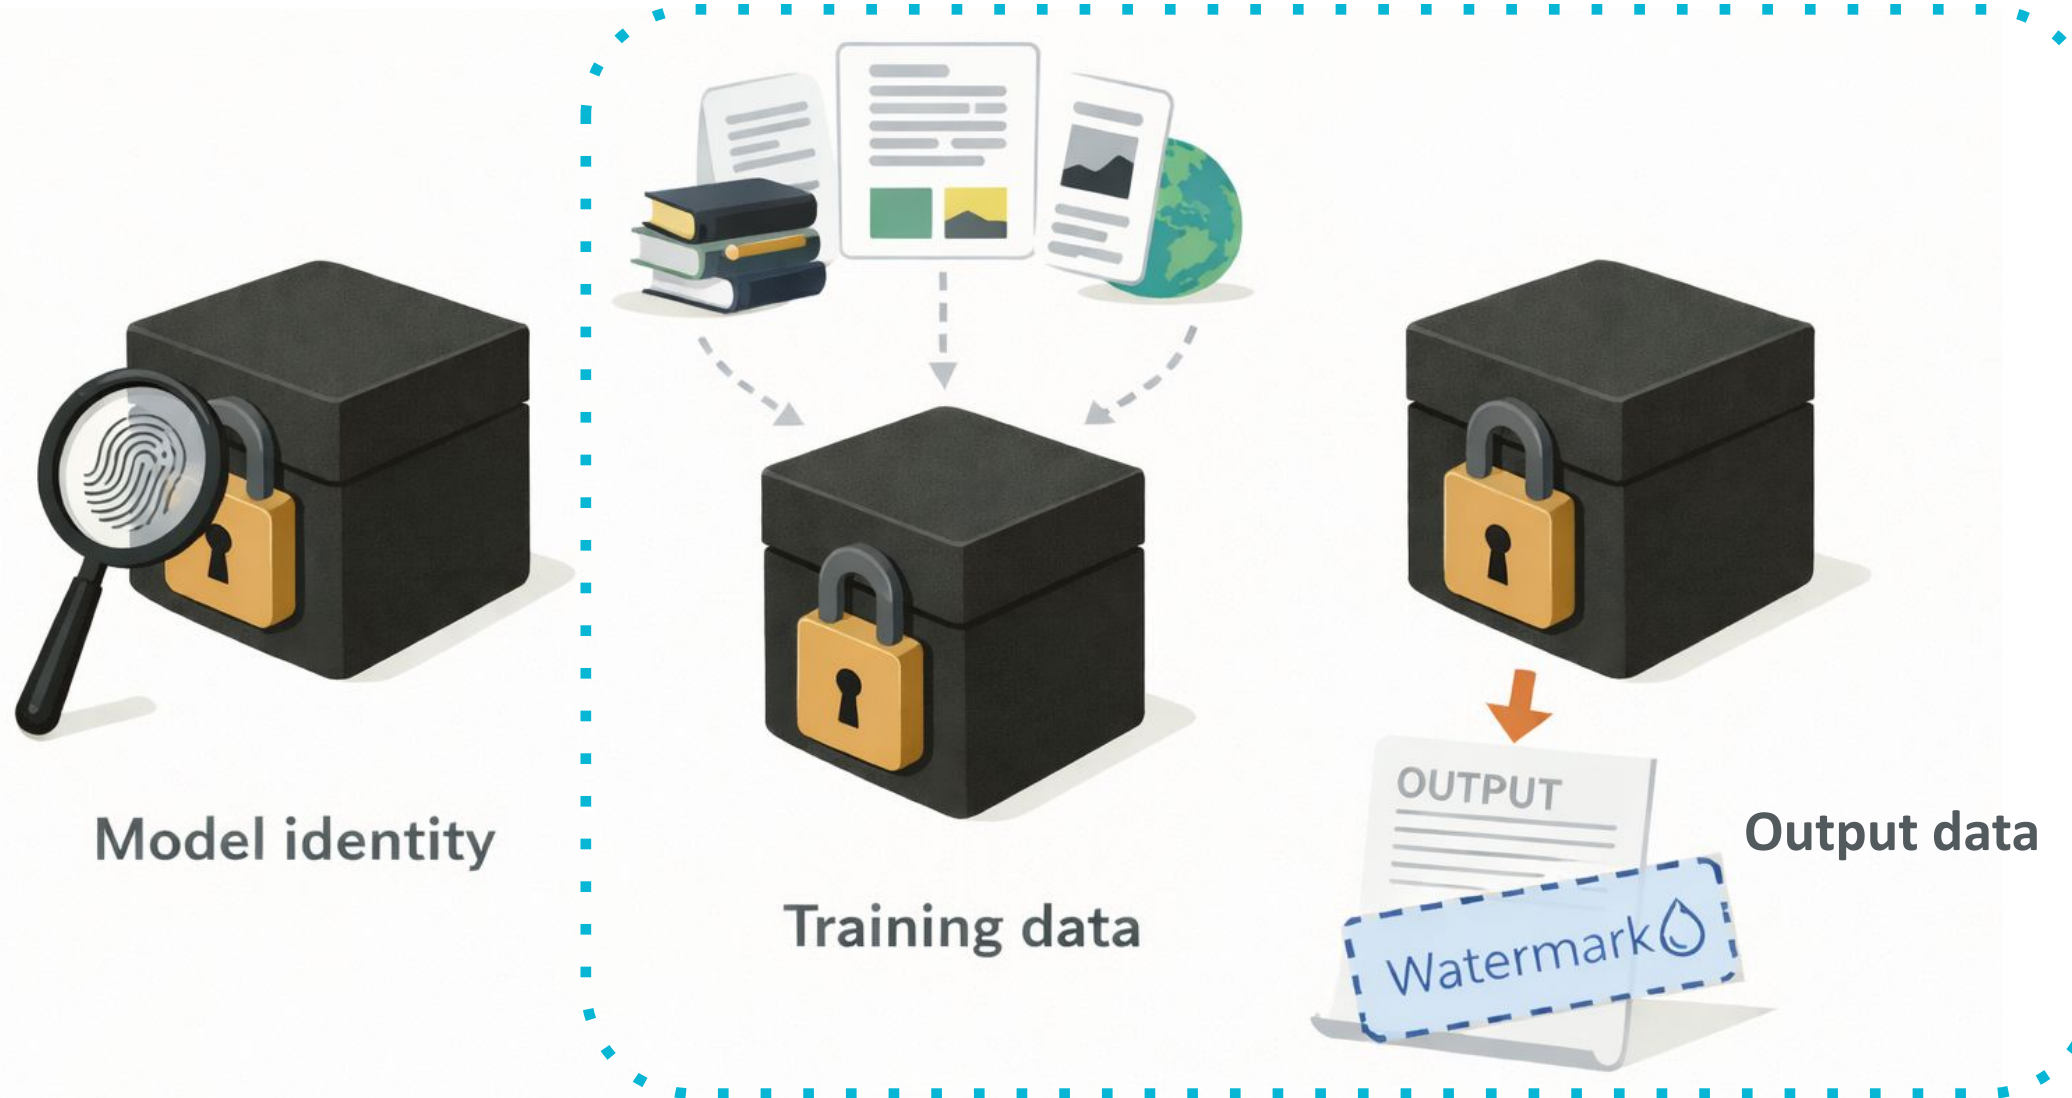 Model identity
Training data
OUTPUT
Watermark
Output data